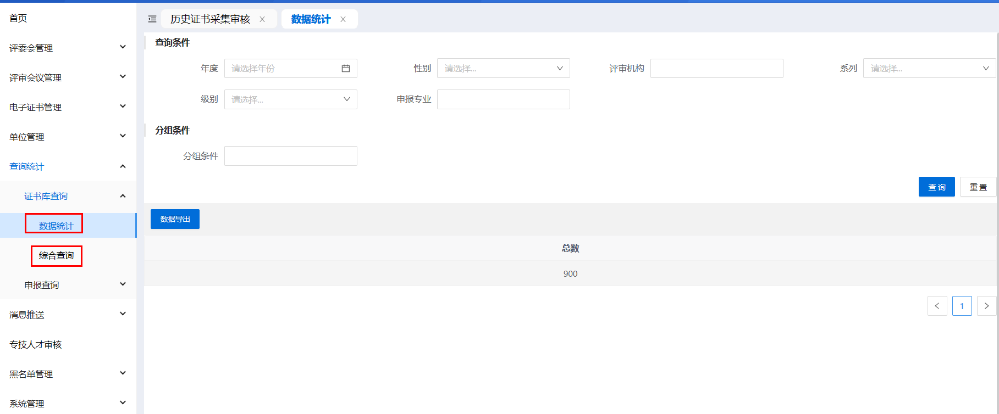 首页
评委会管理
评审会议管理
电子证书管理
单位管理
查询统计
证书库查询
数据统计
综合查询
申报查询
消息推送
专技人才审核
黑名单管理
系统管理
历史证书采集审核 x 数据统计 x
查询条件
年度 请选择年份 性别 请选择... 评审机构 系列 请选择...
级别 请选择... 申报专业
分组条件
分组条件
查询 重置
数据导出
总数
900
< 1 >